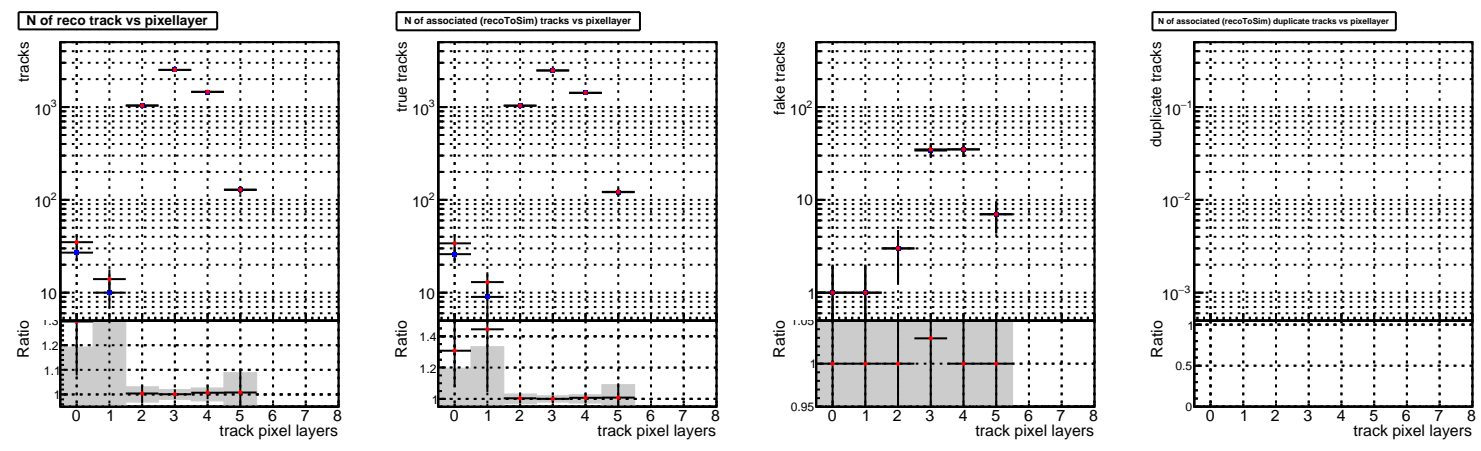 N of reco track vs pixellayer
tracks
10³
10²
10
Ratio
1.3
1.2
1.1
1
0 1 2 3 4 5 6 7 8
track pixel layers
N of associated (recoToSim) tracks vs pixellayer
true tracks
10³
10²
10
Ratio
1.4
1.2
1
0 1 2 3 4 5 6 7 8
track pixel layers
fake tracks
10²
10
1
Ratio
1.05
1
0.95
0 1 2 3 4 5 6 7 8
track pixel layers
N of associated (recoToSim) duplicate tracks vs pixellayer
duplicate tracks
10⁻¹
10⁻²
10⁻³
Ratio
1
0.5
0
0 1 2 3 4 5 6 7 8
track pixel layers